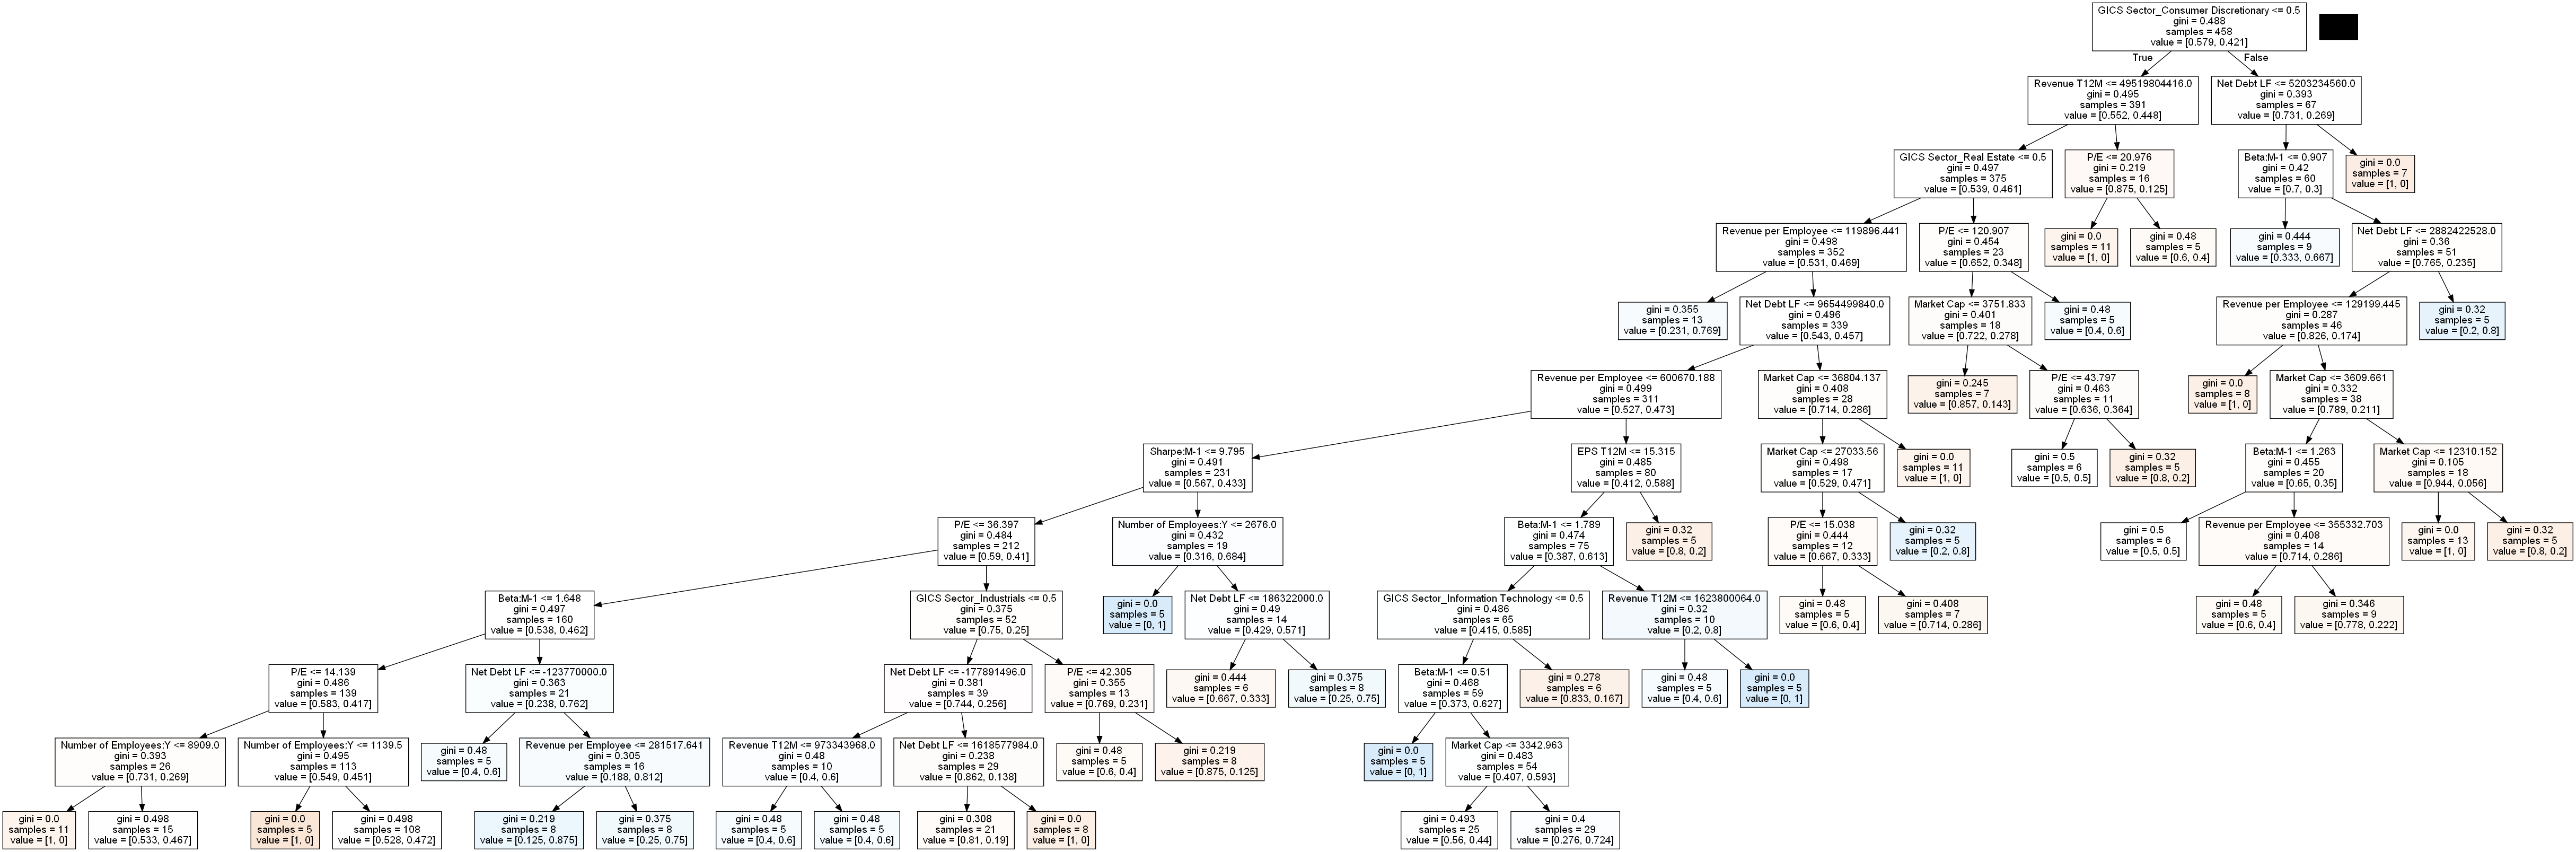 GICS Sector_Consumer Discretionary <= 0.5
gini = 0.488
samples = 458
value = [0.579, 0.421]
True
False
Revenue T12M <= 49519804416.0
gini = 0.495
samples = 391
value = [0.552, 0.448]
Net Debt LF <= 5203234560.0
gini = 0.393
samples = 67
value = [0.731, 0.269]
GICS Sector_Real Estate <= 0.5
gini = 0.497
samples = 375
value = [0.539, 0.461]
P/E <= 20.976
gini = 0.219
samples = 16
value = [0.875, 0.125]
Beta:M-1 <= 0.907
gini = 0.42
samples = 60
value = [0.7, 0.3]
gini = 0.0
samples = 7
value = [1, 0]
Revenue per Employee <= 119896.441
gini = 0.498
samples = 352
value = [0.531, 0.469]
P/E <= 120.907
gini = 0.454
samples = 23
value = [0.652, 0.348]
gini = 0.0
samples = 11
value = [1, 0]
gini = 0.48
samples = 5
value = [0.6, 0.4]
gini = 0.444
samples = 9
value = [0.333, 0.667]
Net Debt LF <= 2882422528.0
gini = 0.36
samples = 51
value = [0.765, 0.235]
gini = 0.355
samples = 13
value = [0.231, 0.769]
Net Debt LF <= 9654499840.0
gini = 0.496
samples = 339
value = [0.543, 0.457]
Market Cap <= 3751.833
gini = 0.401
samples = 18
value = [0.722, 0.278]
gini = 0.48
samples = 5
value = [0.4, 0.6]
Revenue per Employee <= 129199.445
gini = 0.287
samples = 46
value = [0.826, 0.174]
gini = 0.32
samples = 5
value = [0.2, 0.8]
Revenue per Employee <= 600670.188
gini = 0.499
samples = 311
value = [0.527, 0.473]
Market Cap <= 36804.137
gini = 0.408
samples = 28
value = [0.714, 0.286]
gini = 0.245
samples = 7
value = [0.857, 0.143]
P/E <= 43.797
gini = 0.463
samples = 11
value = [0.636, 0.364]
gini = 0.0
samples = 8
value = [1, 0]
Market Cap <= 3609.661
gini = 0.332
samples = 38
value = [0.789, 0.211]
Sharpe:M-1 <= 9.795
gini = 0.491
samples = 231
value = [0.567, 0.433]
EPS T12M <= 15.315
gini = 0.485
samples = 80
value = [0.412, 0.588]
Market Cap <= 27033.56
gini = 0.498
samples = 17
value = [0.529, 0.471]
gini = 0.0
samples = 11
value = [1, 0]
gini = 0.5
samples = 6
value = [0.5, 0.5]
gini = 0.32
samples = 5
value = [0.8, 0.2]
Beta:M-1 <= 1.263
gini = 0.455
samples = 20
value = [0.65, 0.35]
Market Cap <= 12310.152
gini = 0.105
samples = 18
value = [0.944, 0.056]
P/E <= 36.397
gini = 0.484
samples = 212
value = [0.59, 0.41]
Number of Employees:Y <= 2676.0
gini = 0.432
samples = 19
value = [0.316, 0.684]
Beta:M-1 <= 1.789
gini = 0.474
samples = 75
value = [0.387, 0.613]
gini = 0.32
samples = 5
value = [0.8, 0.2]
P/E <= 15.038
gini = 0.444
samples = 12
value = [0.667, 0.333]
gini = 0.32
samples = 5
value = [0.2, 0.8]
gini = 0.5
samples = 6
value = [0.5, 0.5]
Revenue per Employee <= 355332.703
gini = 0.408
samples = 14
value = [0.714, 0.286]
gini = 0.0
samples = 13
value = [1, 0]
gini = 0.32
samples = 5
value = [0.8, 0.2]
Beta:M-1 <= 1.648
gini = 0.497
samples = 160
value = [0.538, 0.462]
GICS Sector_Industrials <= 0.5
gini = 0.375
samples = 52
value = [0.75, 0.25]
gini = 0.0
samples = 5
value = [0, 1]
Net Debt LF <= 186322000.0
gini = 0.49
samples = 14
value = [0.429, 0.571]
GICS Sector_Information Technology <= 0.5
gini = 0.486
samples = 65
value = [0.415, 0.585]
Revenue T12M <= 1623800064.0
gini = 0.32
samples = 10
value = [0.2, 0.8]
gini = 0.48
samples = 5
value = [0.6, 0.4]
gini = 0.408
samples = 7
value = [0.714, 0.286]
gini = 0.48
samples = 5
value = [0.6, 0.4]
gini = 0.346
samples = 9
value = [0.778, 0.222]
P/E <= 14.139
gini = 0.486
samples = 139
value = [0.583, 0.417]
Net Debt LF <= -123770000.0
gini = 0.363
samples = 21
value = [0.238, 0.762]
Net Debt LF <= -177891496.0
gini = 0.381
samples = 39
value = [0.744, 0.256]
P/E <= 42.305
gini = 0.355
samples = 13
value = [0.769, 0.231]
gini = 0.444
samples = 6
value = [0.667, 0.333]
gini = 0.375
samples = 8
value = [0.25, 0.75]
Beta:M-1 <= 0.51
gini = 0.468
samples = 59
value = [0.373, 0.627]
gini = 0.278
samples = 6
value = [0.833, 0.167]
gini = 0.48
samples = 5
value = [0.4, 0.6]
gini = 0.0
samples = 5
value = [0, 1]
Number of Employees:Y <= 8909.0
gini = 0.393
samples = 26
value = [0.731, 0.269]
Number of Employees:Y <= 1139.5
gini = 0.495
samples = 113
value = [0.549, 0.451]
gini = 0.48
samples = 5
value = [0.4, 0.6]
Revenue per Employee <= 281517.641
gini = 0.305
samples = 16
value = [0.188, 0.812]
Revenue T12M <= 973343968.0
gini = 0.48
samples = 10
value = [0.4, 0.6]
Net Debt LF <= 1618577984.0
gini = 0.238
samples = 29
value = [0.862, 0.138]
gini = 0.48
samples = 5
value = [0.6, 0.4]
gini = 0.219
samples = 8
value = [0.875, 0.125]
gini = 0.0
samples = 5
value = [0, 1]
Market Cap <= 3342.963
gini = 0.483
samples = 54
value = [0.407, 0.593]
gini = 0.0
samples = 11
value = [1, 0]
gini = 0.498
samples = 15
value = [0.533, 0.467]
gini = 0.0
samples = 5
value = [1, 0]
gini = 0.498
samples = 108
value = [0.528, 0.472]
gini = 0.219
samples = 8
value = [0.125, 0.875]
gini = 0.375
samples = 8
value = [0.25, 0.75]
gini = 0.48
samples = 5
value = [0.4, 0.6]
gini = 0.48
samples = 5
value = [0.4, 0.6]
gini = 0.308
samples = 21
value = [0.81, 0.19]
gini = 0.0
samples = 8
value = [1, 0]
gini = 0.493
samples = 25
value = [0.56, 0.44]
gini = 0.4
samples = 29
value = [0.276, 0.724]